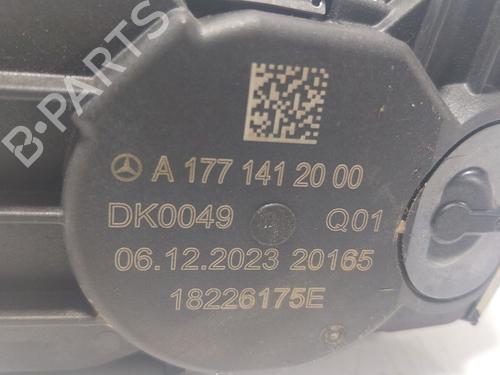 B-PARTS
A 177 141 20 00
DK0049 Q01
06.12.2023 20165
18226175E